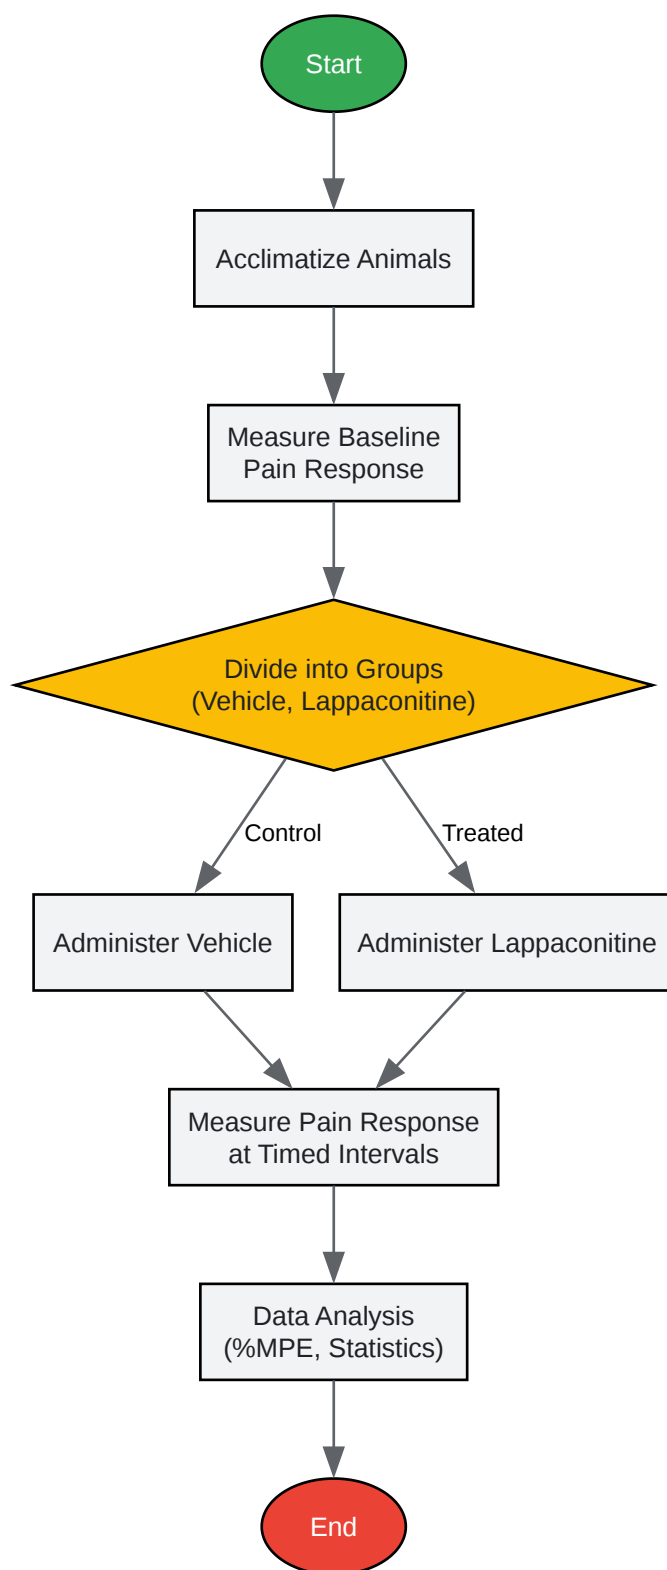 Start
Acclimatize Animals
Measure Baseline
Pain Response
Divide into Groups
(Vehicle, Lappaconitine)
Control
Treated
Administer Vehicle
Administer Lappaconitine
Measure Pain Response
at Timed Intervals
Data Analysis
(%MPE, Statistics)
End